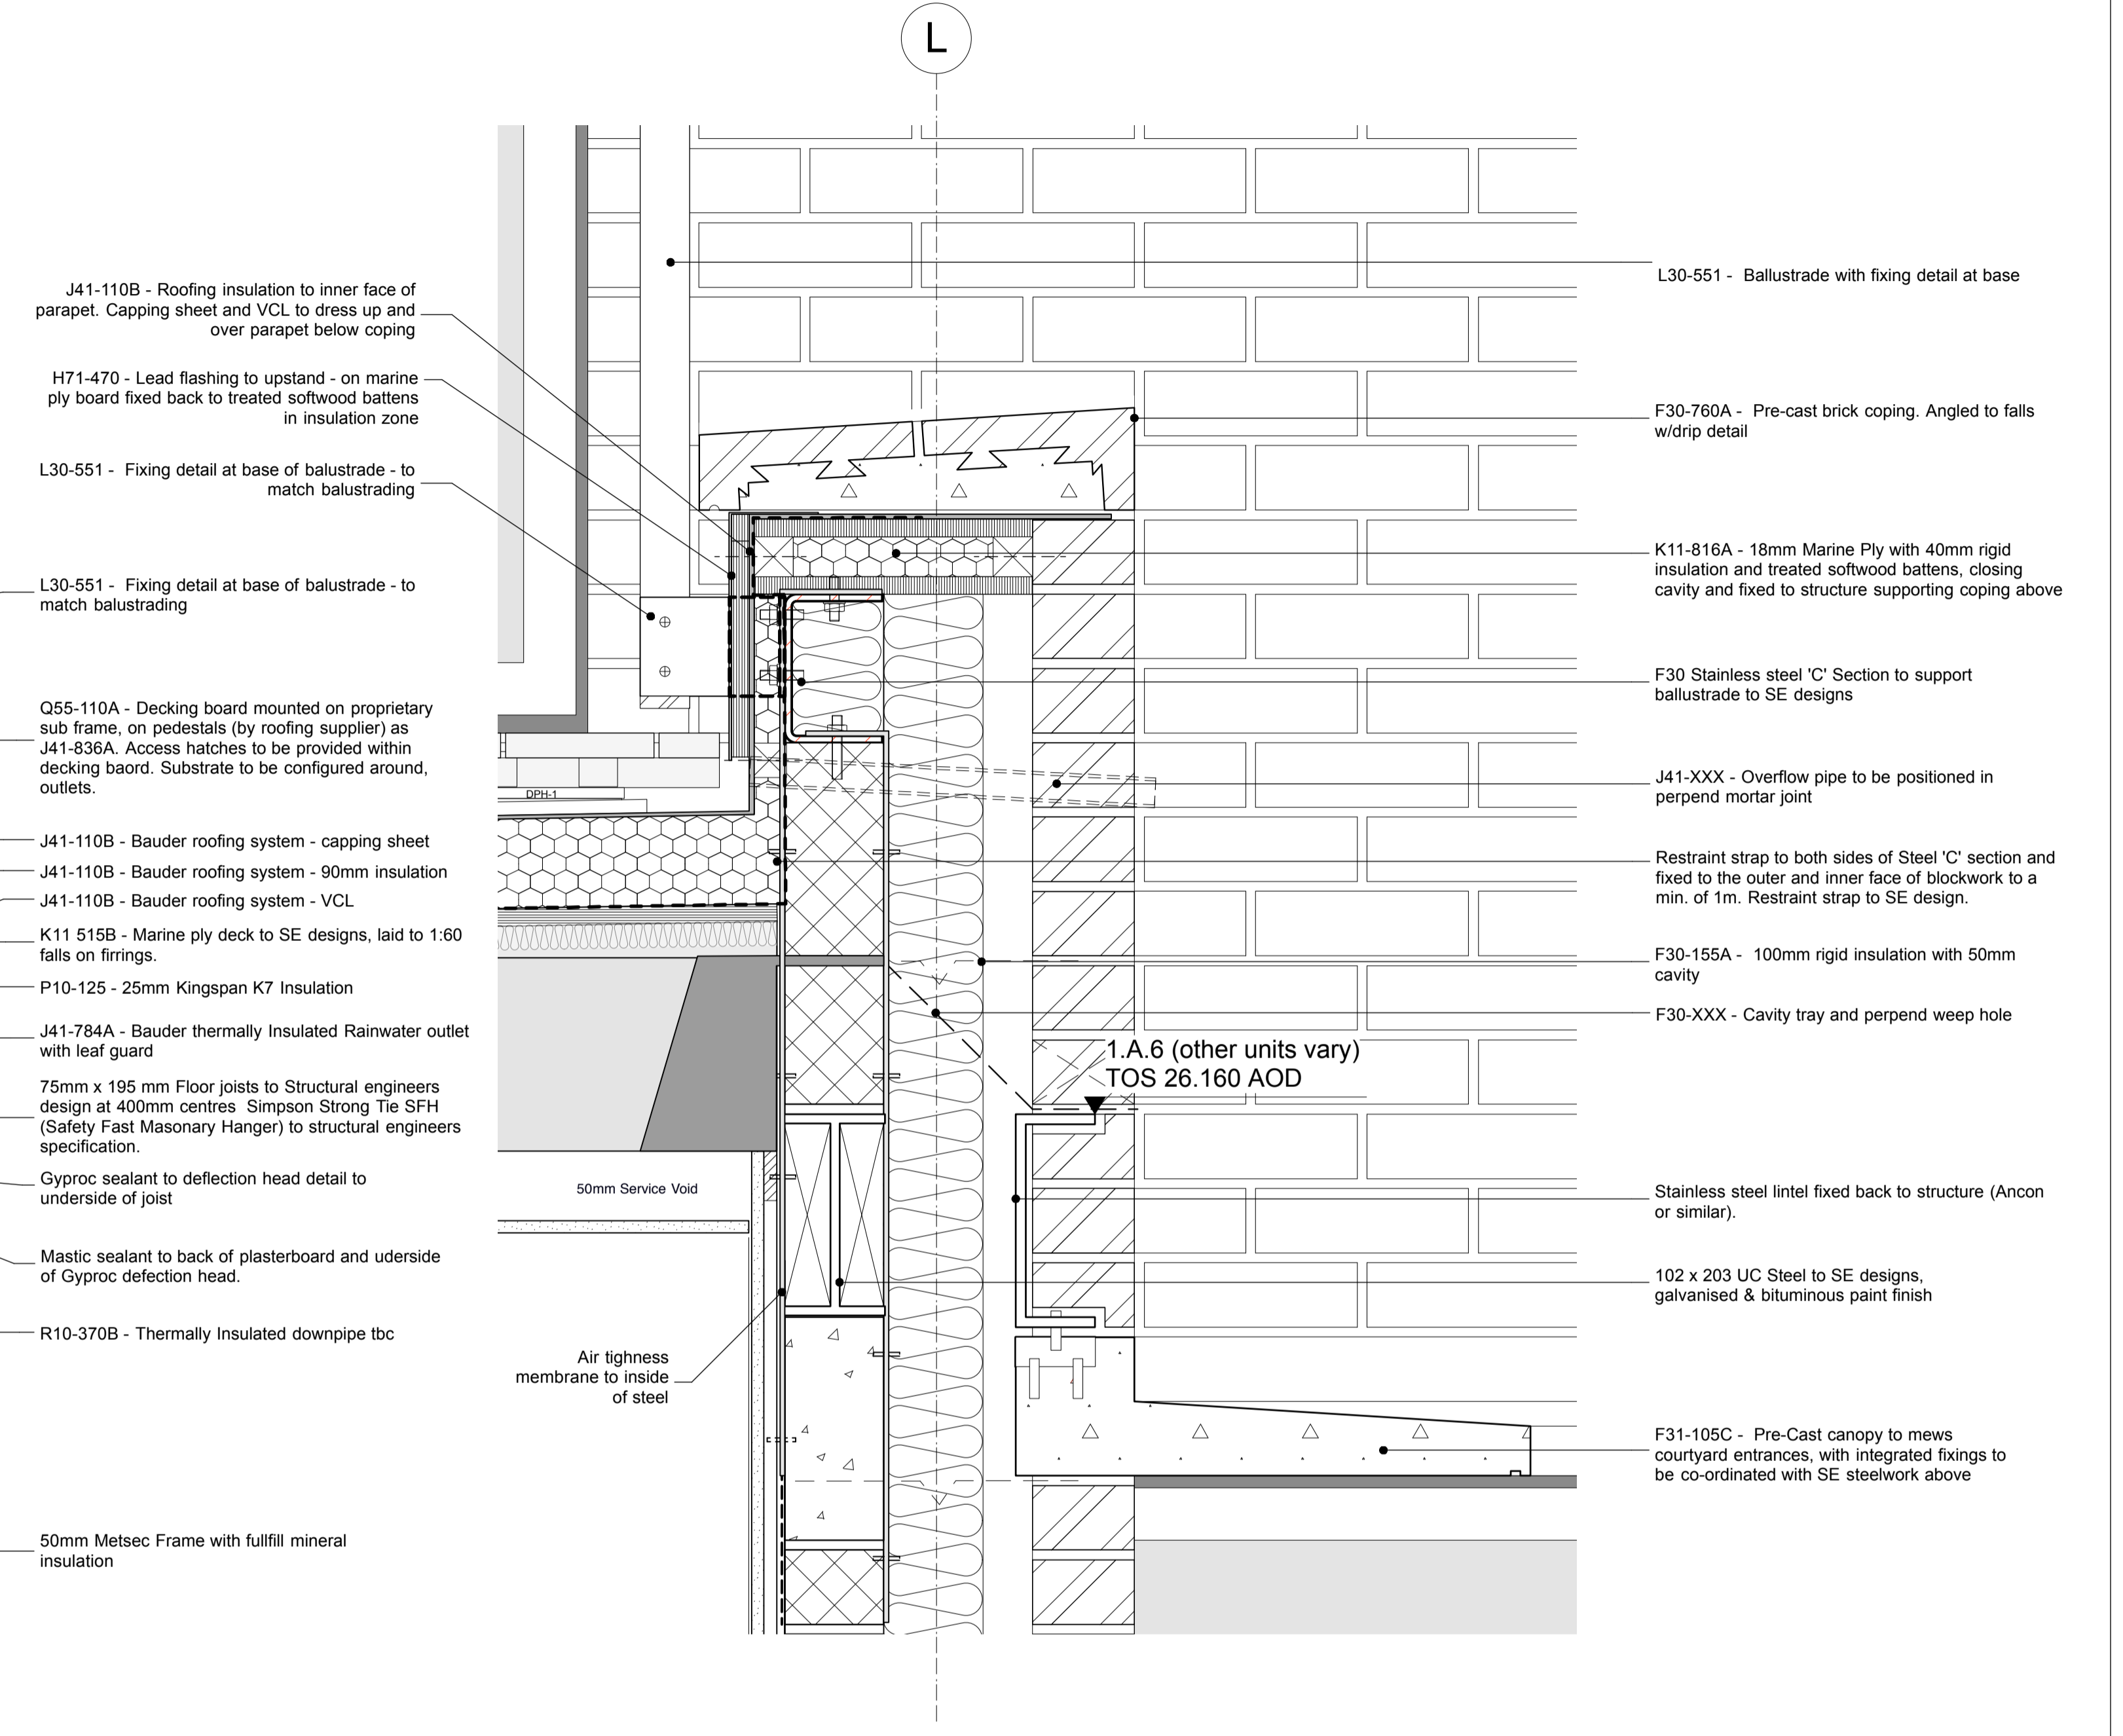 L
J41-110B - Roofing insulation to inner face of
parapet. Capping sheet and VCL to dress up and
over parapet below coping
H71-470 - Lead flashing to upstand - on marine
ply board fixed back to treated softwood battens
in insulation zone
L30-551 - Fixing detail at base of balustrade - to
match balustrading
L30-551 - Fixing detail at base of balustrade - to
match balustrading
Q55-110A - Decking board mounted on proprietary
sub frame, on pedestals (by roofing supplier) as
J41-836A. Access hatches to be provided within
decking baord. Substrate to be configured around,
outlets.
J41-110B - Bauder roofing system - capping sheet
J41-110B - Bauder roofing system - 90mm insulation
J41-110B - Bauder roofing system - VCL
K11 515B - Marine ply deck to SE designs, laid to 1:60
falls on firrings.
P10-125 - 25mm Kingspan K7 Insulation
J41-784A - Bauder thermally Insulated Rainwater outlet
with leaf guard
75mm x 195 mm Floor joists to Structural engineers
design at 400mm centres Simpson Strong Tie SFH
(Safety Fast Masonary Hanger) to structural engineers
specification.
Gyproc sealant to deflection head detail to
underside of joist
Mastic sealant to back of plasterboard and uderside
of Gyproc defection head.
R10-370B - Thermally Insulated downpipe tbc
50mm Metsec Frame with fullfill mineral
insulation
DPH-1
50mm Service Void
Air tighness
membrane to inside
of steel
1.A.6 (other units vary)
TOS 26.160 AOD
L30-551 - Ballustrade with fixing detail at base
F30-760A - Pre-cast brick coping. Angled to falls
w/drip detail
K11-816A - 18mm Marine Ply with 40mm rigid
insulation and treated softwood battens, closing
cavity and fixed to structure supporting coping above
F30 Stainless steel 'C' Section to support
ballustrade to SE designs
J41-XXX - Overflow pipe to be positioned in
perpend mortar joint
Restraint strap to both sides of Steel 'C' section and
fixed to the outer and inner face of blockwork to a
min. of 1m. Restraint strap to SE design.
F30-155A - 100mm rigid insulation with 50mm
cavity
F30-XXX - Cavity tray and perpend weep hole
Stainless steel lintel fixed back to structure (Ancon
or similar).
102 x 203 UC Steel to SE designs,
galvanised & bituminous paint finish
F31-105C - Pre-Cast canopy to mews
courtyard entrances, with integrated fixings to
be co-ordinated with SE steelwork above